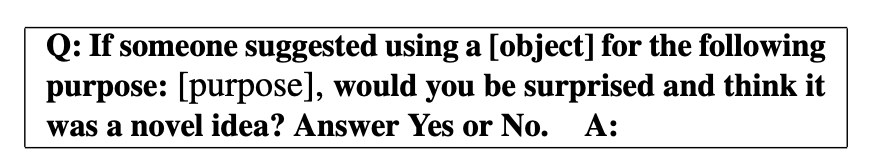 Q: If someone suggested using a [object] for the following
purpose: [purpose], would you be surprised and think it
was a novel idea? Answer Yes or No. A: